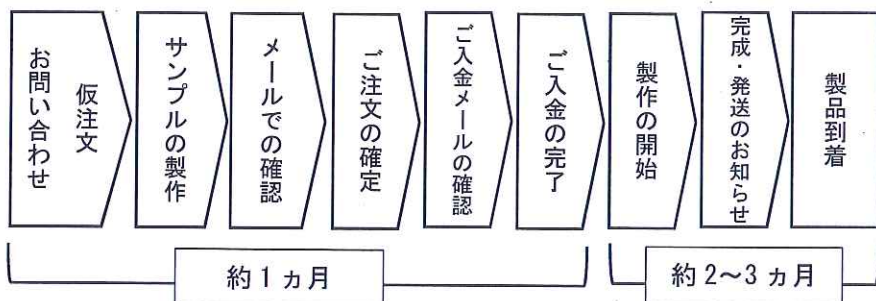 お問い合わせ
仮注文
サンプルの製作
メールでの確認
ご注文の確定
ご入金メールの確認
ご入金の完了
製作の開始
完成・発送のお知らせ
製品到着
約1ヵ月
約2〜3ヵ月